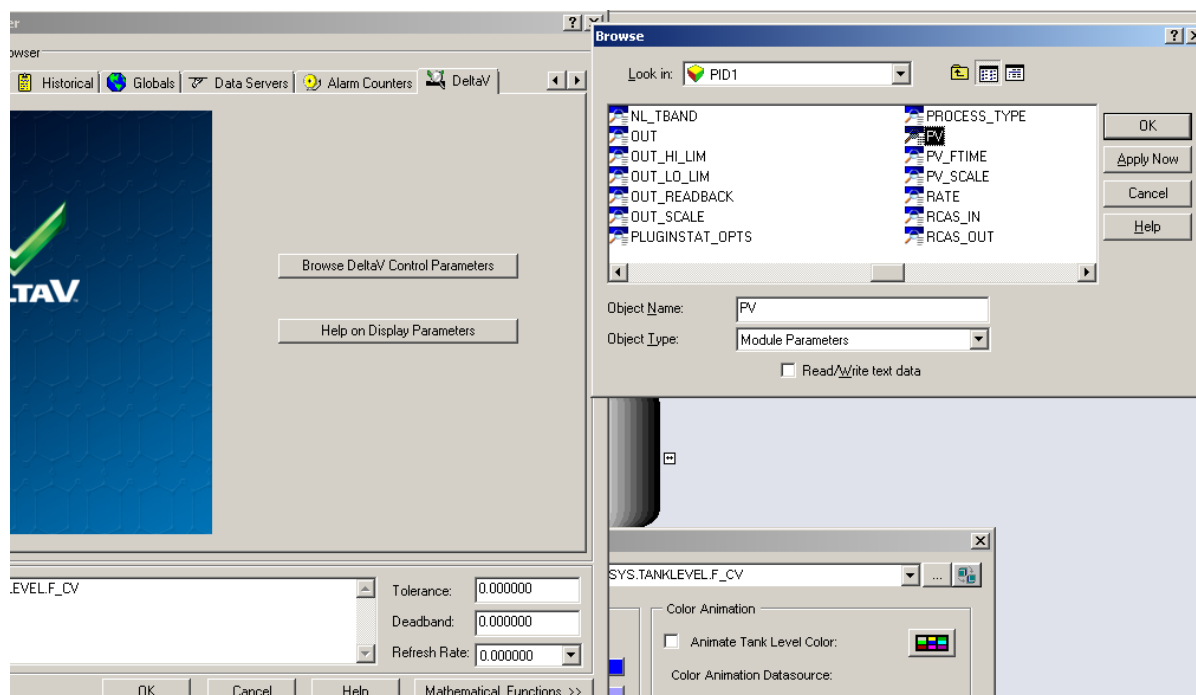 er
owser
Historical
Globals
Data Servers
Alarm Counters
DeltaV
LTAV
Browse DeltaV Control Parameters
Help on Display Parameters
.EVEL.F_CV
Tolerance: 0.000000
Deadband: 0.000000
Refresh Rate: 0.000000
OK
Cancel
Help
Mathematical Functions >>
Browse
Look in: PID1
NL_TBAND
OUT
OUT_HI_LIM
OUT_LO_LIM
OUT_READBACK
OUT_SCALE
PLUGINSTAT_OPTS
PROCESS_TYPE
PV
PV_FTIME
PV_SCALE
RATE
RCAS_IN
RCAS_OUT
OK
Apply Now
Cancel
Help
Object Name: PV
Object Type: Module Parameters
Read/Write text data
SYS.TANKLEVEL.F_CV
...
Color Animation
Animate Tank Level Color:
Color Animation Datasource: